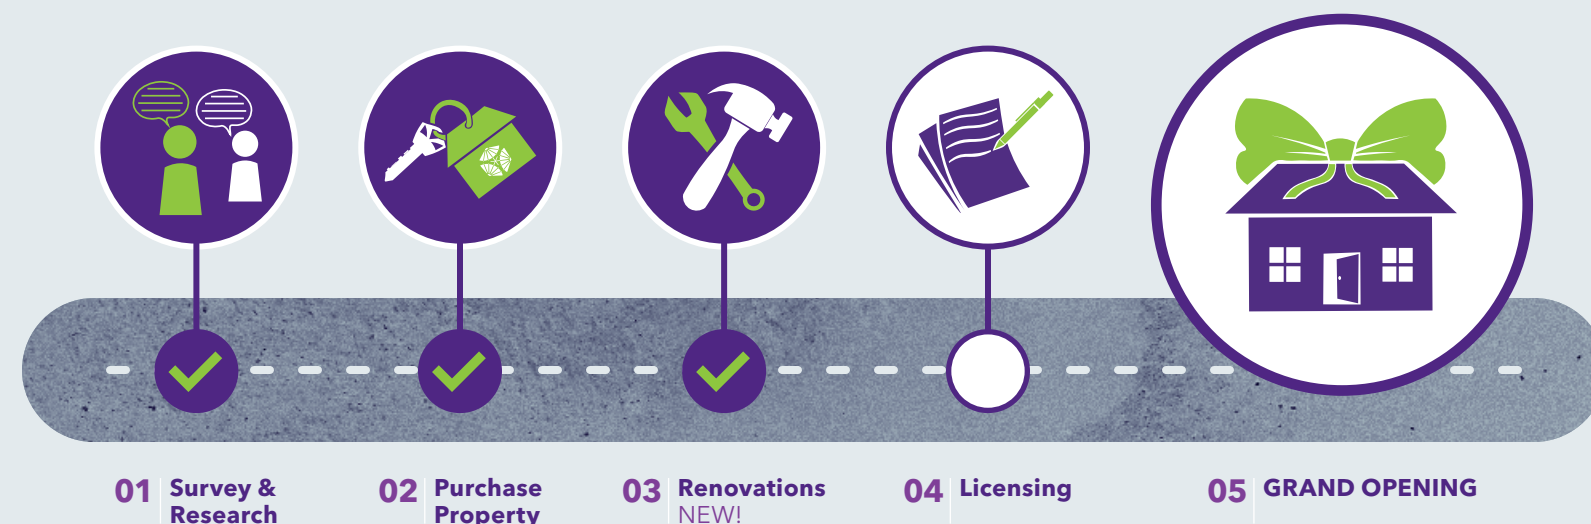 01 Survey &
Research
02 Purchase
Property
03 Renovations
NEW!
04 Licensing
05 GRAND OPENING